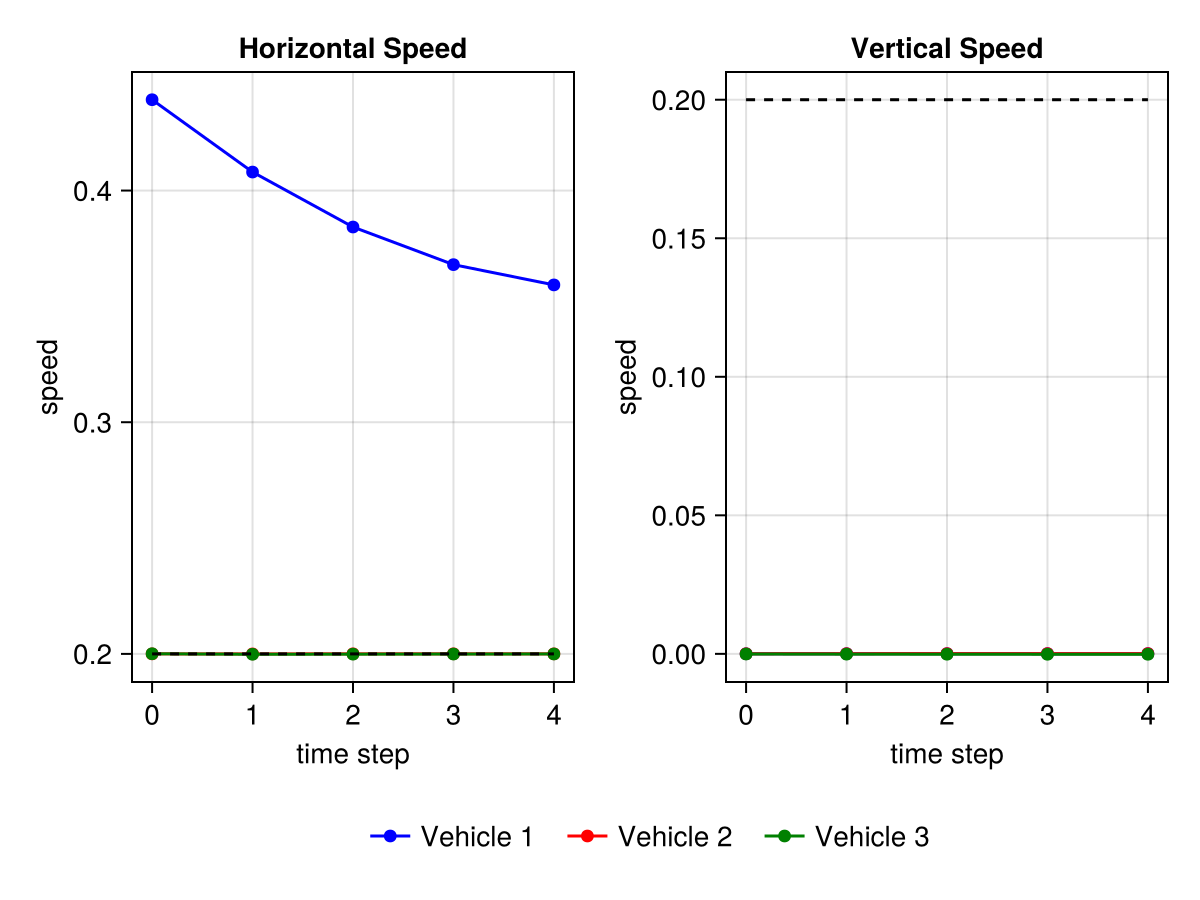 Horizontal Speed
speed
0.4
0.3
0.2
0 1 2 3 4
time step
Vertical Speed
speed
0.20
0.15
0.10
0.05
0.00
0 1 2 3 4
time step
Vehicle 1 Vehicle 2 Vehicle 3